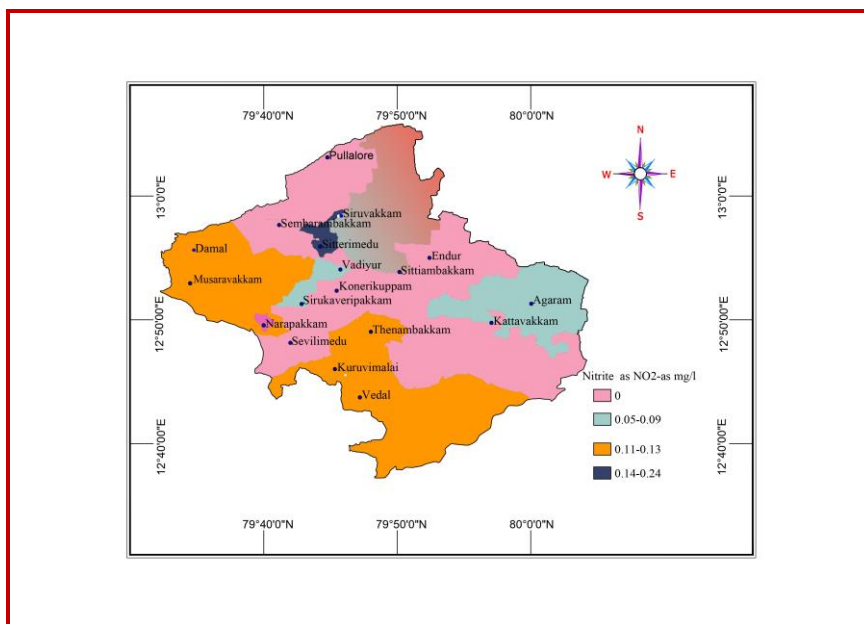 79°40'0"N 79°50'0"N 80°0'0"N
N
W E
S
13°0'0"E 13°0'0"E
Pullalore
Siruvakkam
Sembarambakkam
Sitterimedu
Damal
Endur
Vadiyur
Sittiambakkam
Musaravakkam
Konerikuppam
Sirukaveripakkam
Agaram
12°50'0"E 12°50'0"E
Narapakkam
Kattavakkam
Thenambakkam
Sevilimedu
Kuruvimalai
Vedal
Nitrite as NO2-as mg/l
0
0.05-0.09
0.11-0.13
0.14-0.24
12°40'0"E 12°40'0"E
79°40'0"N 79°50'0"N 80°0'0"N